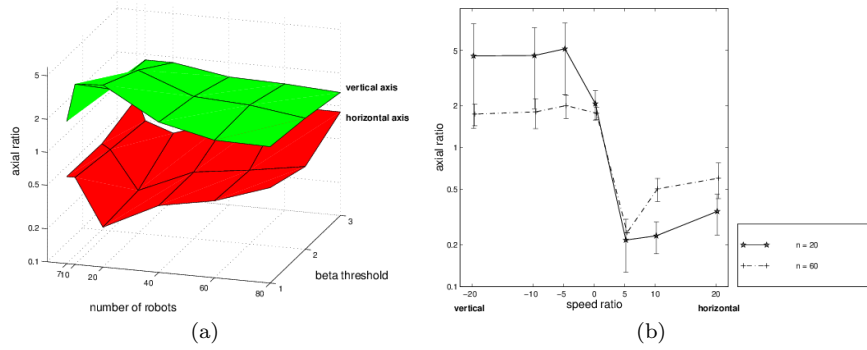 5
2
1
0.5
0.2
0.1
axial ratio
vertical axis
horizontal axis
710
20
40
60
80
number of robots
1
2
3
beta threshold
(a)
5
2
1
0.5
0.2
0.1
axial ratio
−20
−10
−5
0
5
10
20
vertical
speed ratio
horizontal
n = 20
n = 60
(b)